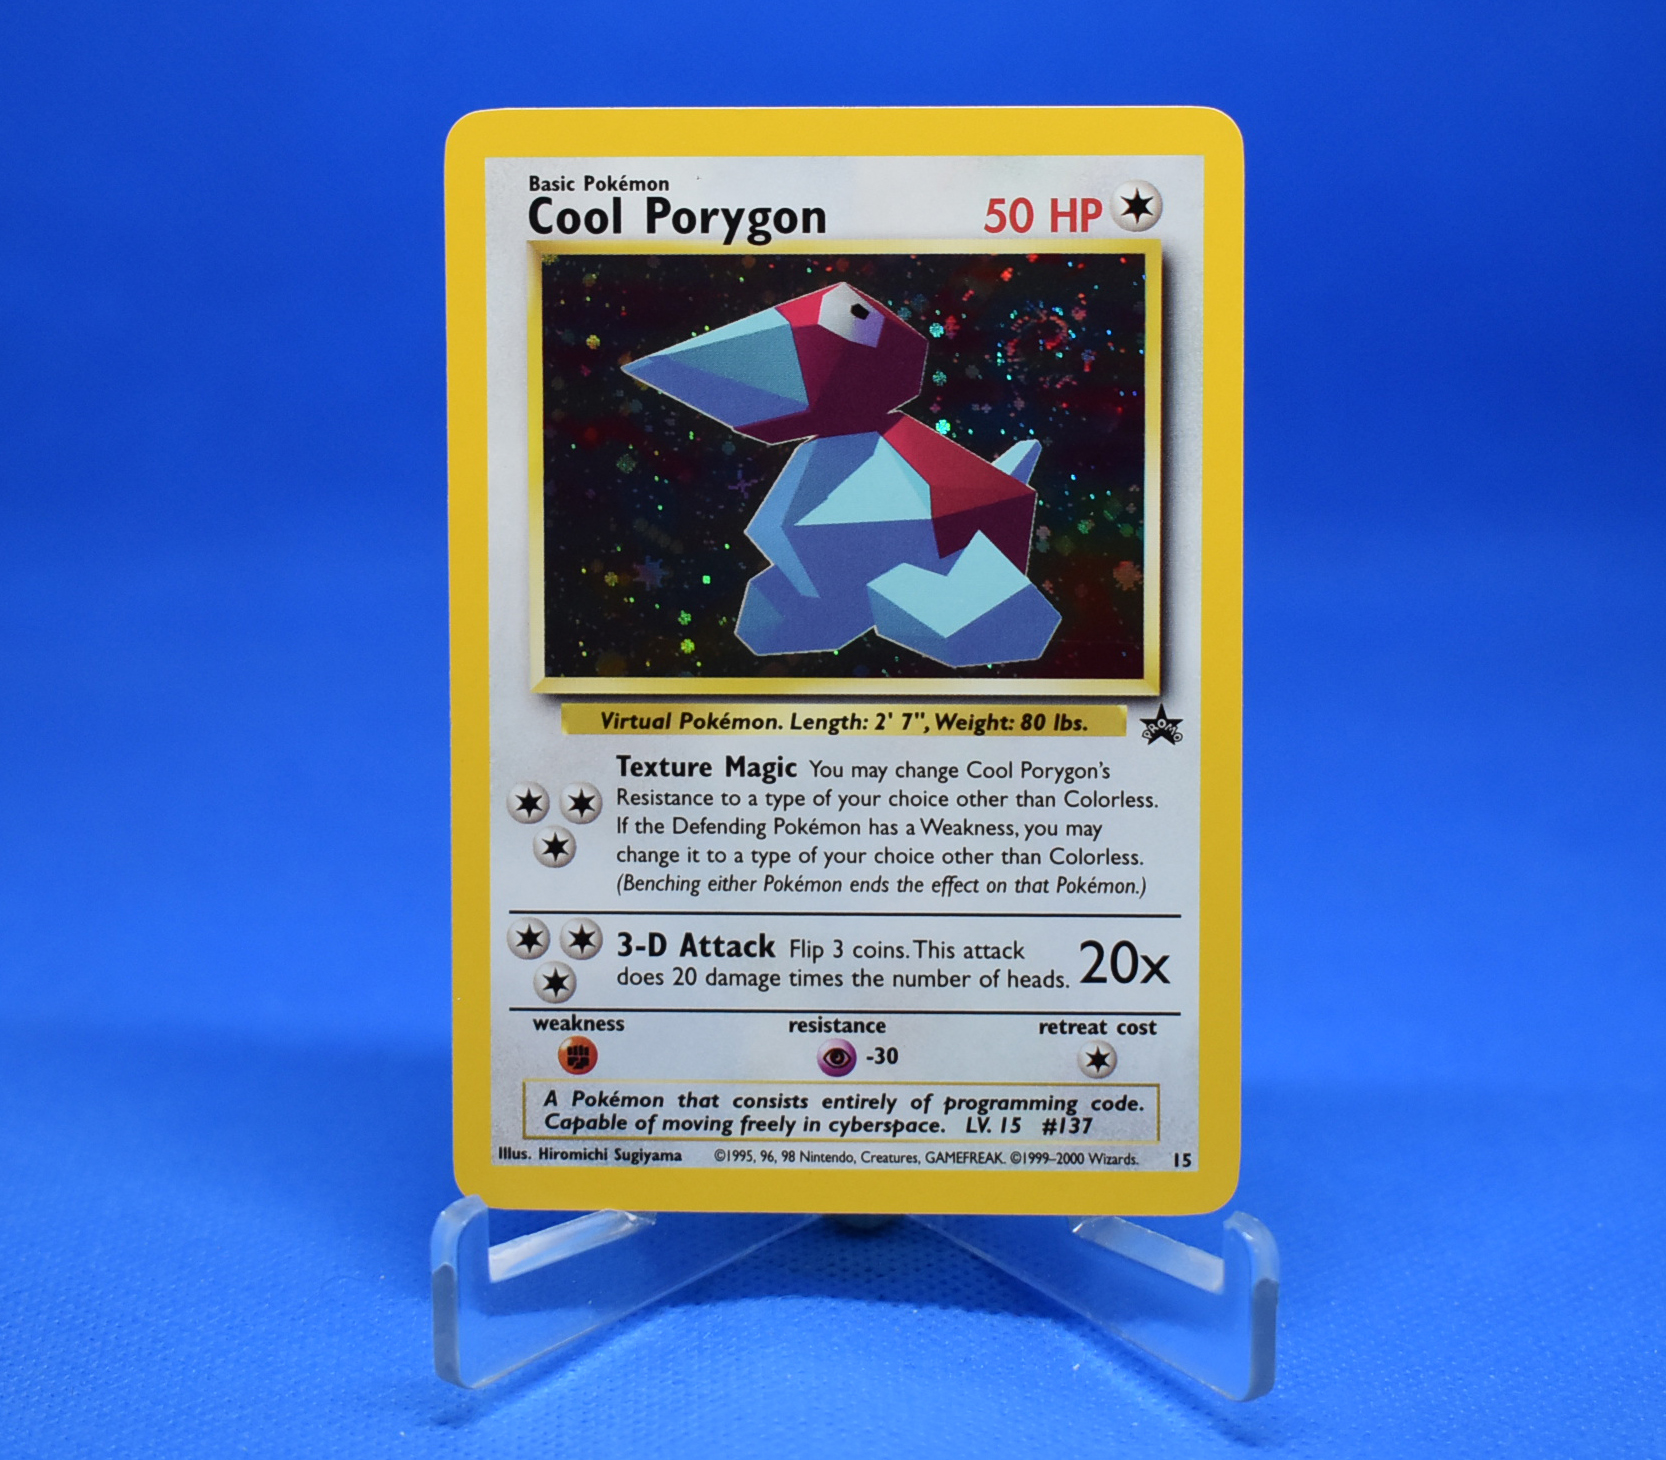 Basic Pokémon
Cool Porygon
50 HP
Virtual Pokémon. Length: 2' 7", Weight: 80 lbs.
PROMO
Texture Magic You may change Cool Porygon's
Resistance to a type of your choice other than Colorless.
If the Defending Pokémon has a Weakness, you may
change it to a type of your choice other than Colorless.
(Benching either Pokémon ends the effect on that Pokémon.)
3-D Attack Flip 3 coins. This attack
does 20 damage times the number of heads.
20x
weakness
resistance
retreat cost
-30
A Pokémon that consists entirely of programming code.
Capable of moving freely in cyberspace. LV. 15 #137
Illus. Hiromichi Sugiyama
©1995, 96, 98 Nintendo, Creatures, GAMEFREAK. ©1999–2000 Wizards.
15